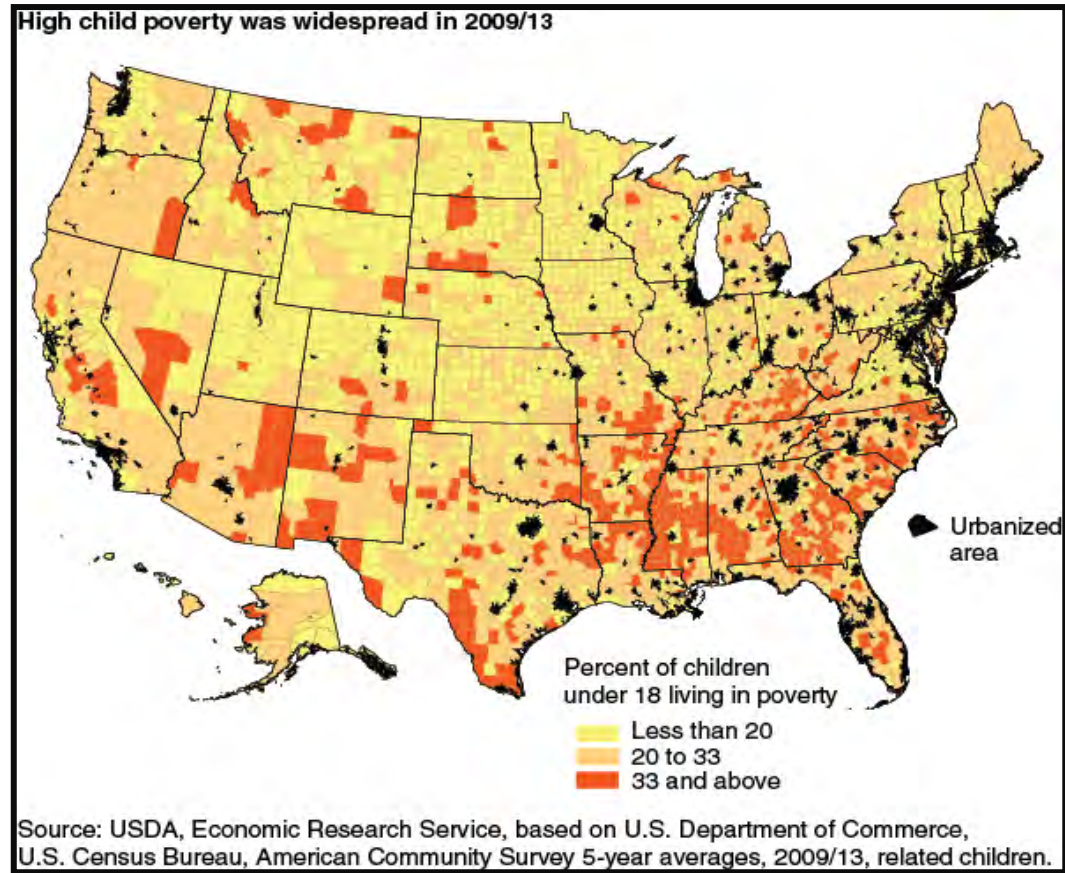 High child poverty was widespread in 2009/13
Urbanized
area
Percent of children
under 18 living in poverty
Less than 20
20 to 33
33 and above
Source: USDA, Economic Research Service, based on U.S. Department of Commerce,
U.S. Census Bureau, American Community Survey 5-year averages, 2009/13, related children.